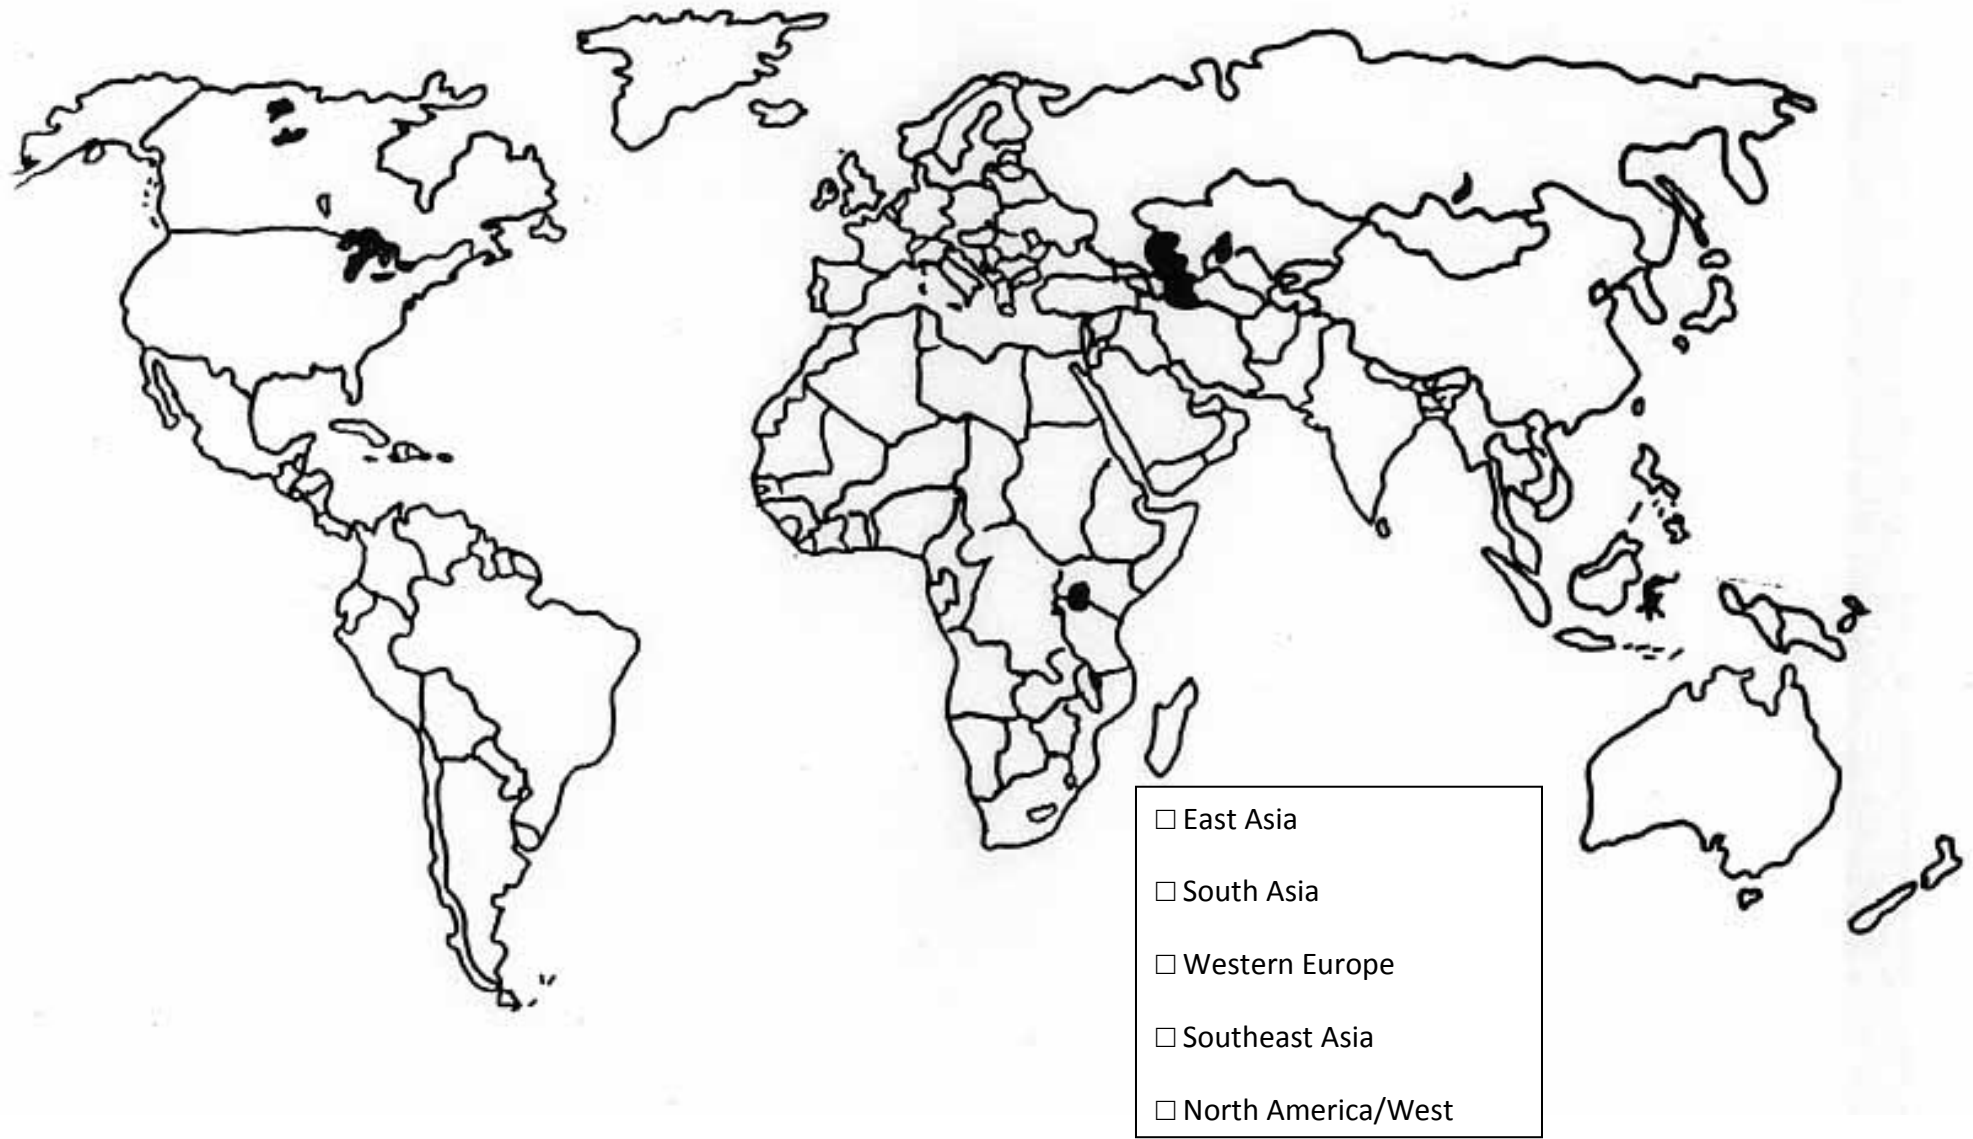 □ East Asia
□ South Asia
□ Western Europe
□ Southeast Asia
□ North America/West